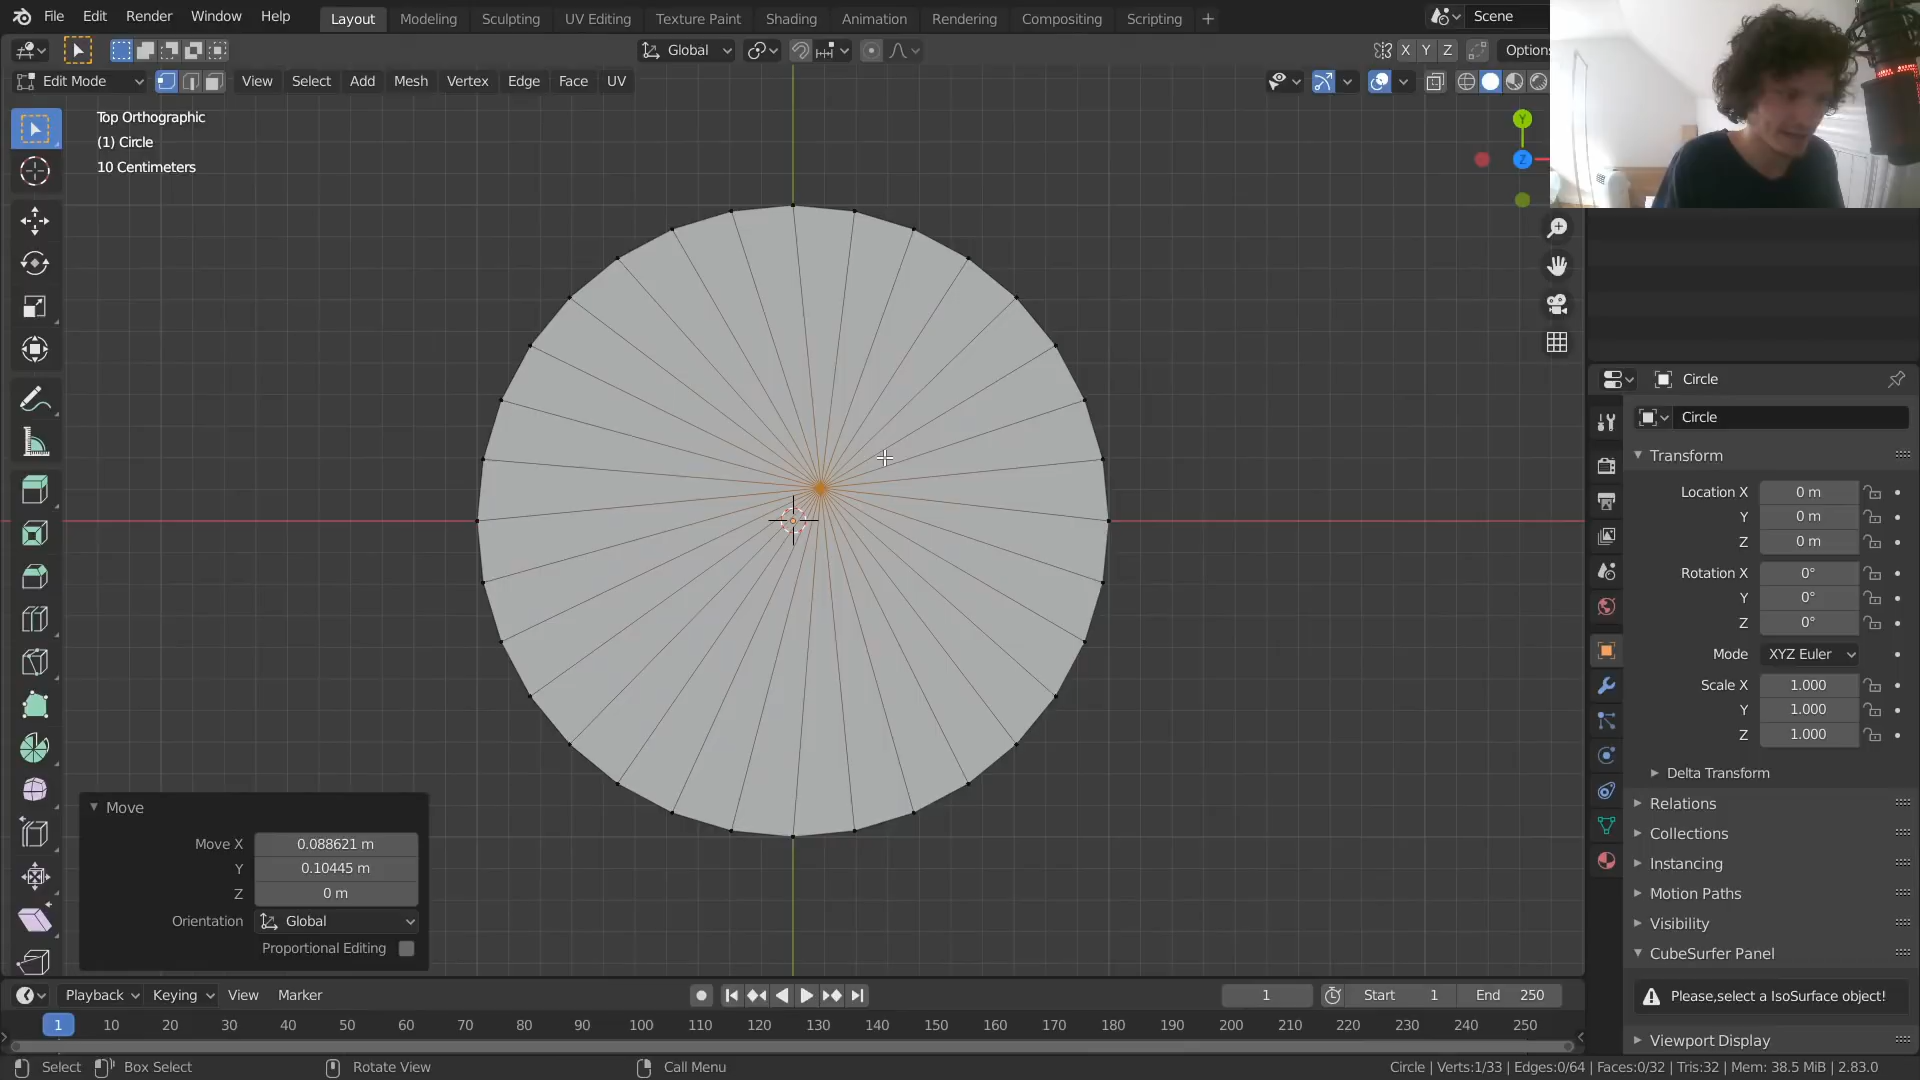 File Edit Render Window Help Layout Modeling Sculpting UV Editing Texture Paint Shading Animation Rendering Compositing Scripting + Scene
Global X Y Z Options
Edit Mode View Select Add Mesh Vertex Edge Face UV
Top Orthographic
(1) Circle
10 Centimeters
Y
Z
Circle
Circle
Transform
Location X 0 m
Y 0 m
Z 0 m
Rotation X 0°
Y 0°
Z 0°
Mode XYZ Euler
Scale X 1.000
Y 1.000
Z 1.000
Delta Transform
Relations
Collections
Instancing
Motion Paths
Visibility
CubeSurfer Panel
Please,select a IsoSurface object!
Viewport Display
Move
Move X 0.088621 m
Y 0.10445 m
Z 0 m
Orientation Global
Proportional Editing
Playback Keying View Marker 1 Start 1 End 250
1 10 20 30 40 50 60 70 80 90 100 110 120 130 140 150 160 170 180 190 200 210 220 230 240 250
Select Box Select Rotate View Call Menu Circle | Verts:1/33 | Edges:0/64 | Faces:0/32 | Tris:32 | Mem: 38.5 MiB | 2.83.0